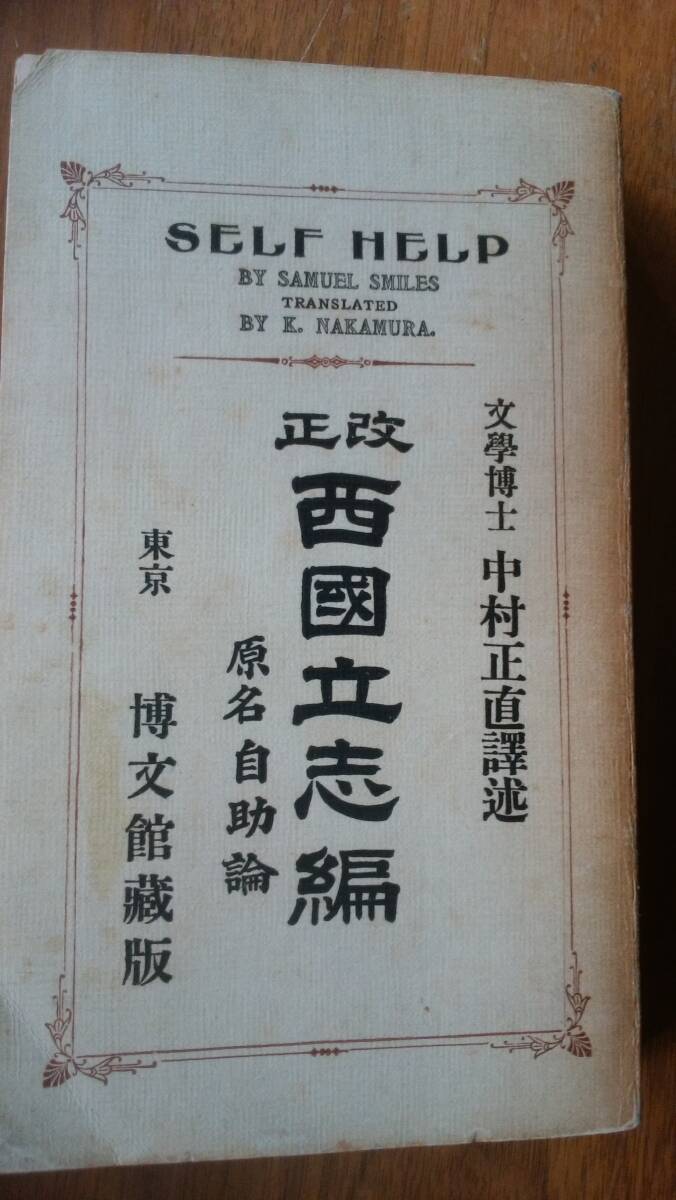 SELF HELP
BY SAMUEL SMILES
TRANSLATED
BY K. NAKAMURA.
文學博士 中村正直譯述
改正
西國立志編
原名自助論
東京 博文館藏版